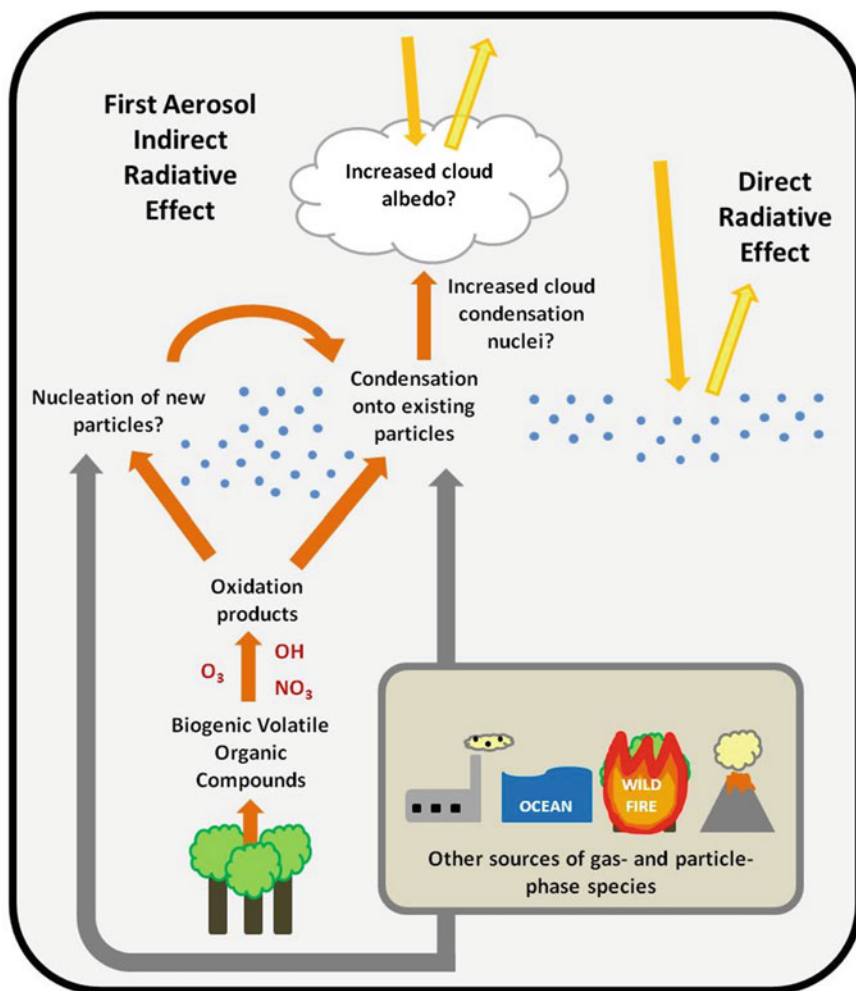 First Aerosol
Indirect
Radiative
Effect
Increased cloud
albedo?
Direct
Radiative
Effect
Increased cloud
condensation
nuclei?
Nucleation of new
particles?
Condensation
onto existing
particles
Oxidation
products
O₃
OH
NO₃
Biogenic Volatile
Organic
Compounds
OCEAN
WILD
FIRE
Other sources of gas- and particle-
phase species